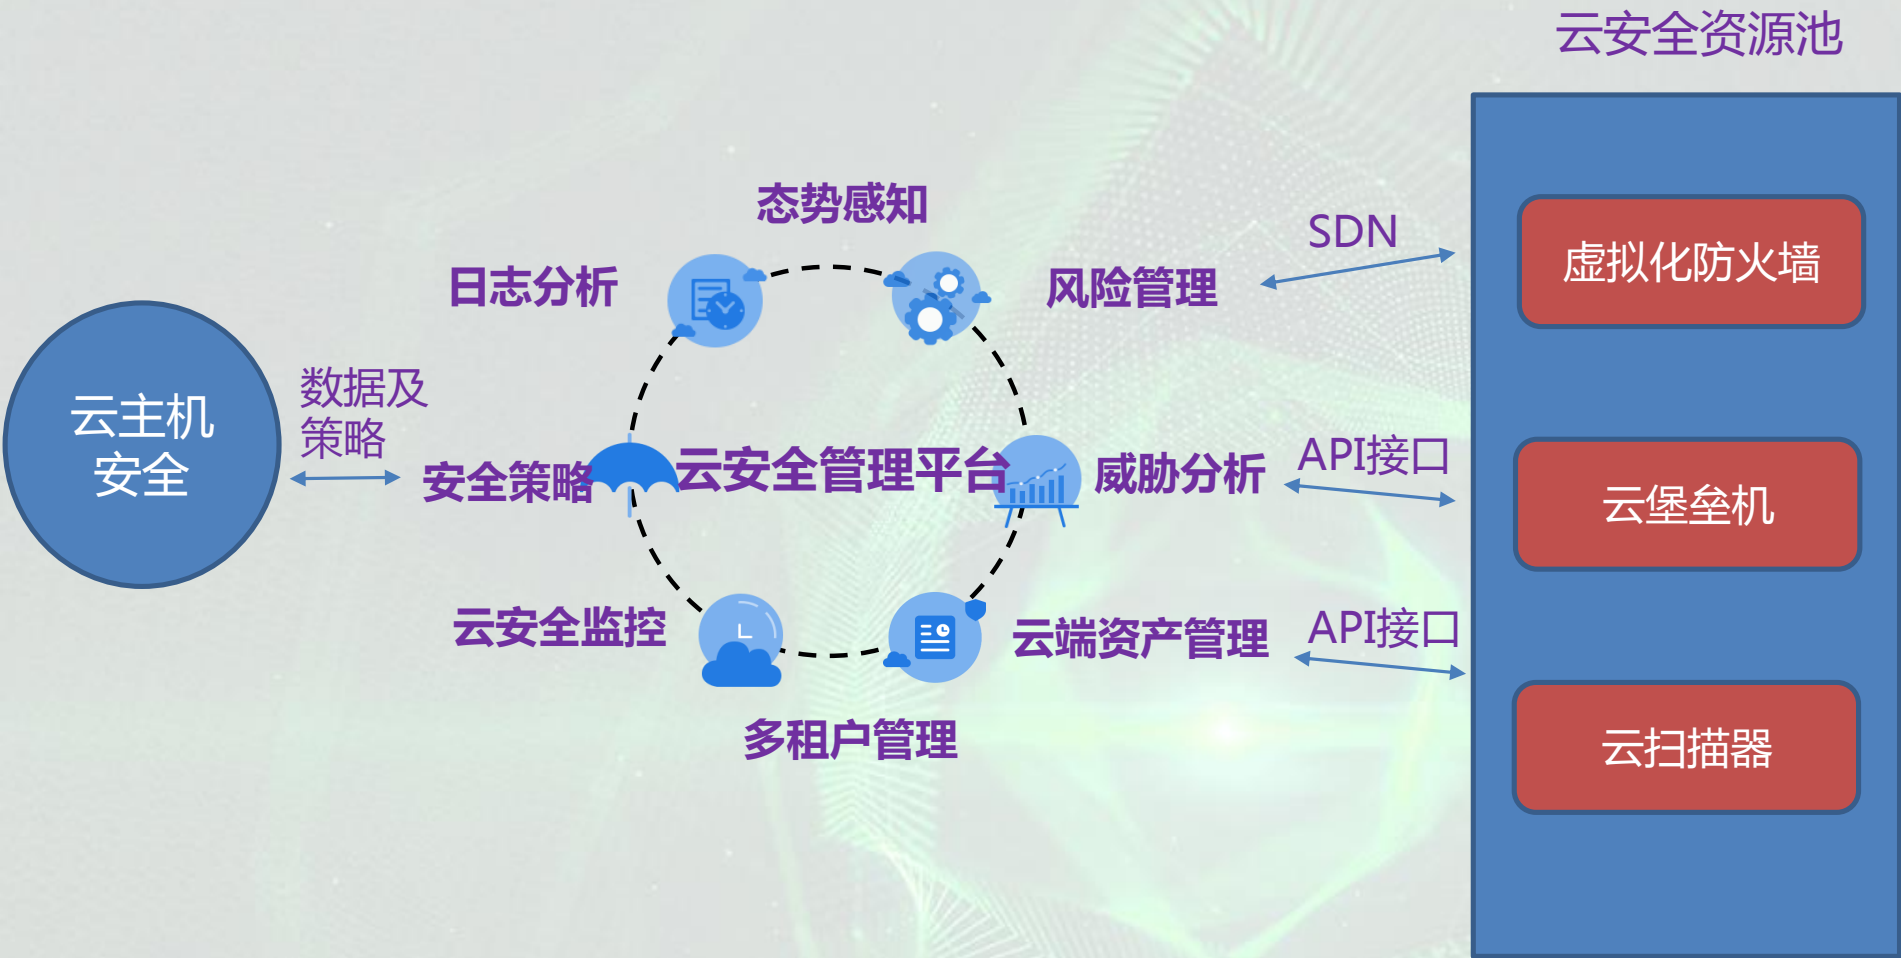 云安全资源池
态势感知
日志分析
风险管理
SDN
虚拟化防火墙
云主机
安全
数据及
策略
安全策略
云安全管理平台
威胁分析
API接口
云堡垒机
云安全监控
云端资产管理
API接口
多租户管理
云扫描器